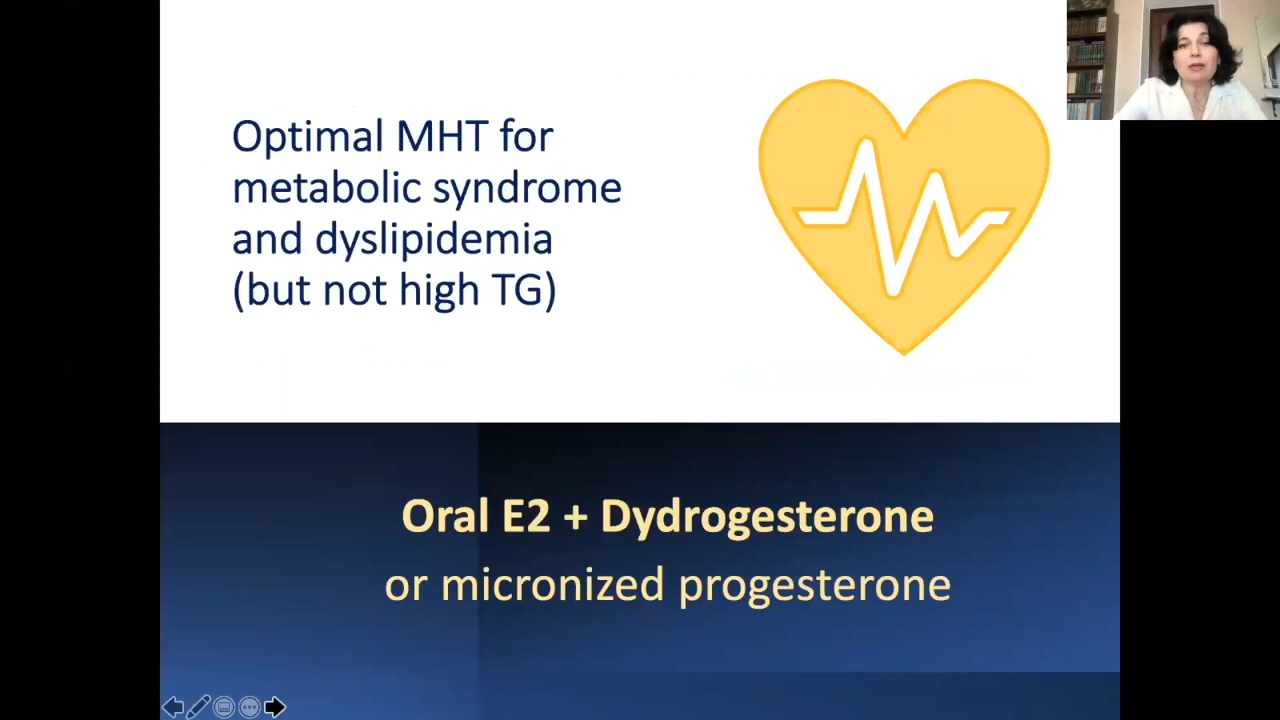 Optimal MHT for
metabolic syndrome
and dyslipidemia
(but not high TG)
Oral E2 + Dydrogesterone
or micronized progesterone